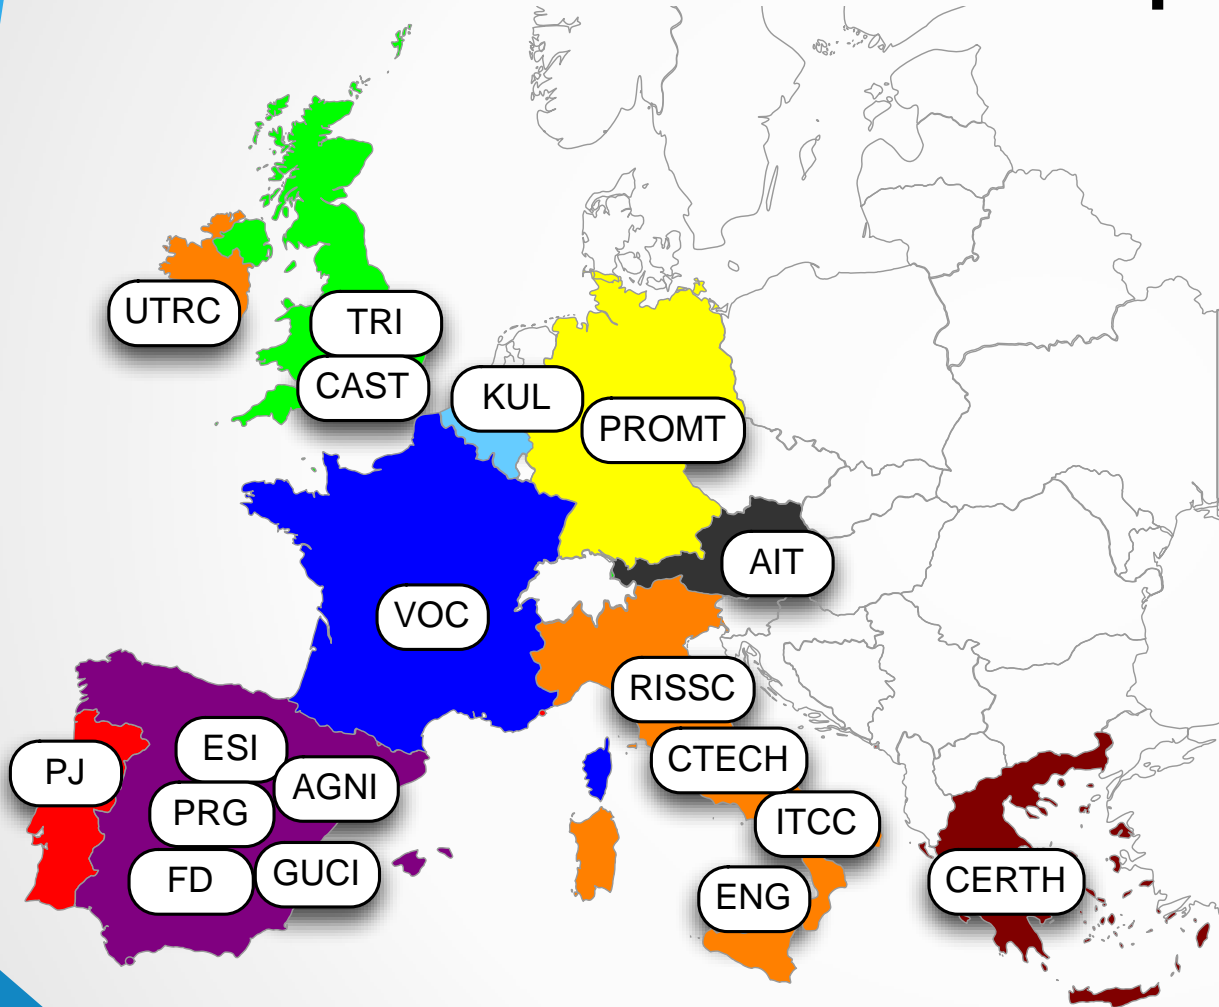 UTRC
TRI
CAST
KUL
PROMT
AIT
VOC
RISSC
CTECH
ITCC
ENG
CERTH
PJ
ESI
AGNI
PRG
FD
GUCI